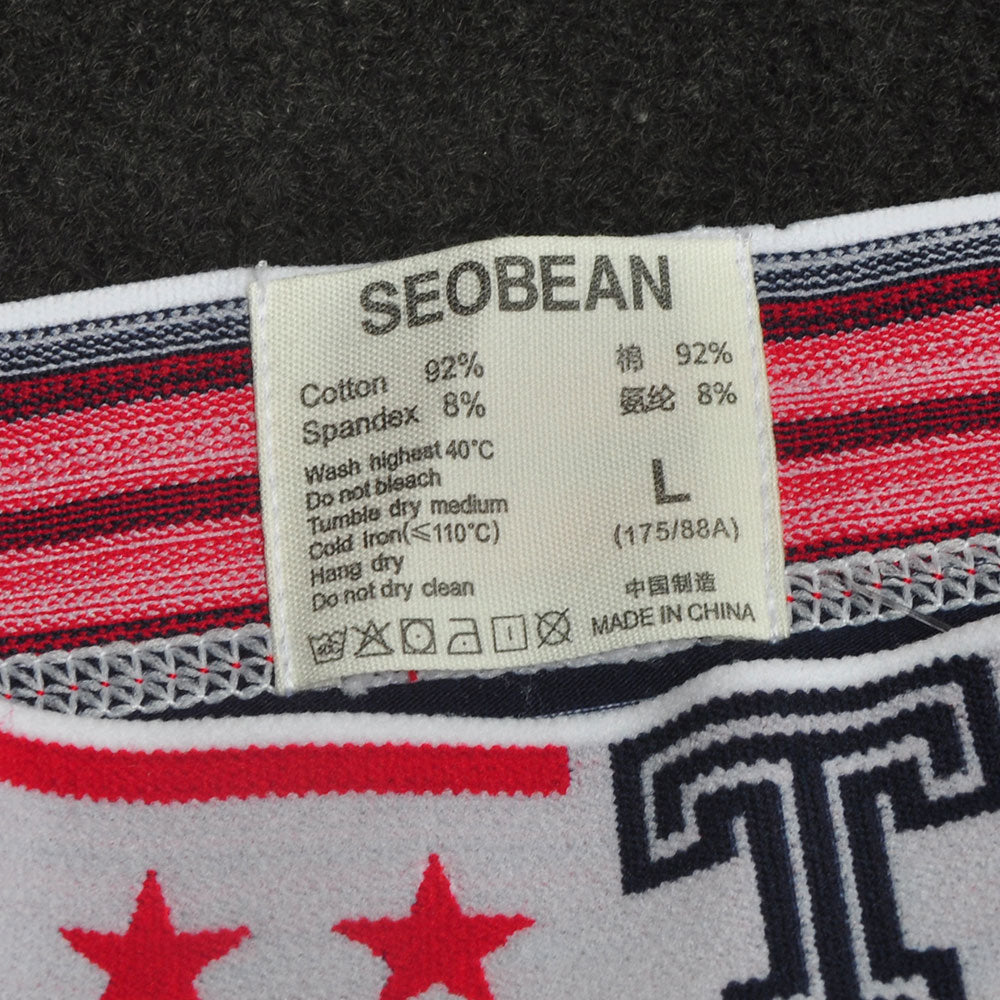 SEOBEAN
Cotton 92%
Spandex 8%
棉 92%
氨纶 8%
Wash highest 40°C
Do not bleach
Tumble dry medium
Cold Iron(≤110°C)
Hang dry
Do not dry clean
L
(175/88A)
中国制造
MADE IN CHINA
T